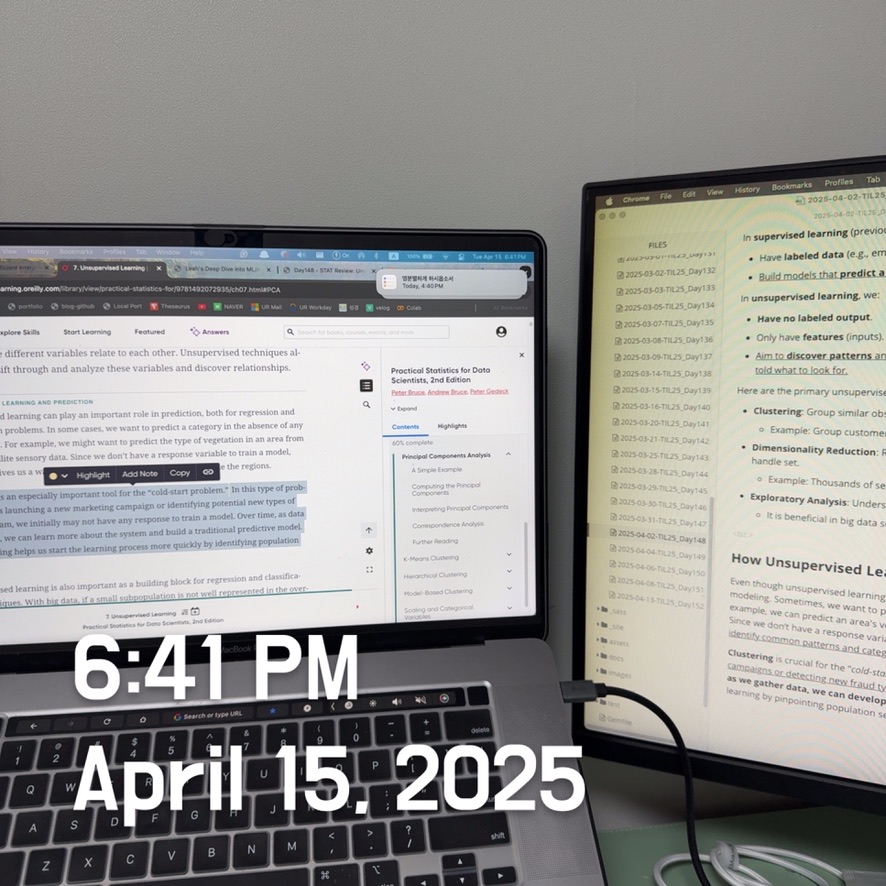 View History Bookmarks Profiles Tab Window Help
100%
Tue Apr 15 6:41 PM
7. Unsupervised Learning
Day148 - STAT Review: Un
영문법하게 하시옵소서
Today, 4:40 PM
arning.oreilly.com/library/view/practical-statistics-for/9781492072935/ch07.html#PCA
portfolio blog-github Local Port Thesaurus NAVER UR Mail UR Workday velog Colab
xplore Skills Start Learning Featured Answers
Search for books, courses, events, and more
e different variables relate to each other. Unsupervised techniques al-
ift through and analyze these variables and discover relationships.
LEARNING AND PREDICTION
ed learning can play an important role in prediction, both for regression and
n problems. In some cases, we want to predict a category in the absence of any
. For example, we might want to predict the type of vegetation in an area from
llite sensory data. Since we don't have a response variable to train a model,
ives us a w
e the regions.
Highlight Add Note Copy
s an especially important tool for the "cold-start problem." In this type of prob-
s launching a new marketing campaign or identifying potential new types of
am, we initially may not have any response to train a model. Over time, as data
, we can learn more about the system and build a traditional predictive model.
ing helps us start the learning process more quickly by identifying population
sed learning is also important as a building block for regression and classifica-
iques. With big data, if a small subpopulation is not well represented in the over-
7. Unsupervised Learning
Practical Statistics for Data Scientists, 2nd Edition
Practical Statistics for Data
Scientists, 2nd Edition
Peter Bruce, Andrew Bruce, Peter Gedeck
Expand
Contents Highlights
60% complete
Principal Components Analysis
A Simple Example
Computing the Principal
Components
Interpreting Principal Components
Correspondence Analysis
Further Reading
K-Means Clustering
Hierarchical Clustering
Model-Based Clustering
Scaling and Categorical
Variables
MacBook
Search or type URL
delete
shift
Chrome File Edit View History Bookmarks Profiles Tab
2025-04-02-TIL25
FILES
2025-03-02-TIL25_Day132
2025-03-03-TIL25_Day133
2025-03-05-TIL25_Day134
2025-03-07-TIL25_Day135
2025-03-08-TIL25_Day136
2025-03-09-TIL25_Day137
2025-03-14-TIL25_Day138
2025-03-15-TIL25_Day139
2025-03-16-TIL25_Day140
2025-03-20-TIL25_Day141
2025-03-21-TIL25_Day142
2025-03-25-TIL25_Day143
2025-03-28-TIL25_Day144
2025-03-29-TIL25_Day145
2025-03-30-TIL25_Day146
2025-03-31-TIL25_Day147
2025-04-02-TIL25_Day148
2025-04-04-TIL25_Day149
2025-04-06-TIL25_Day150
2025-04-08-TIL25_Day151
2025-04-13-TIL25_Day152
_sass
_site
assets
docs
images
test
Gemfile
In supervised learning (previou
Have labeled data (e.g., em
Build models that predict a
In unsupervised learning, we:
Have no labeled output.
Only have features (inputs).
Aim to discover patterns an
told what to look for.
Here are the primary unsupervise
Clustering: Group similar obs
Example: Group custome
Dimensionality Reduction: R
handle set.
Example: Thousands of se
Exploratory Analysis: Unders
It is beneficial in big data s
<br>
How Unsupervised Lea
Even though unsupervised learning
modeling. Sometimes, we want to p
example, we can predict an area's ve
Since we don't have a response varia
identify common patterns and categ
Clustering is crucial for the "cold-sta
campaigns or detecting new fraud ty
as we gather data, we can develop
learning by pinpointing population se
6:41 PM
April 15, 2025